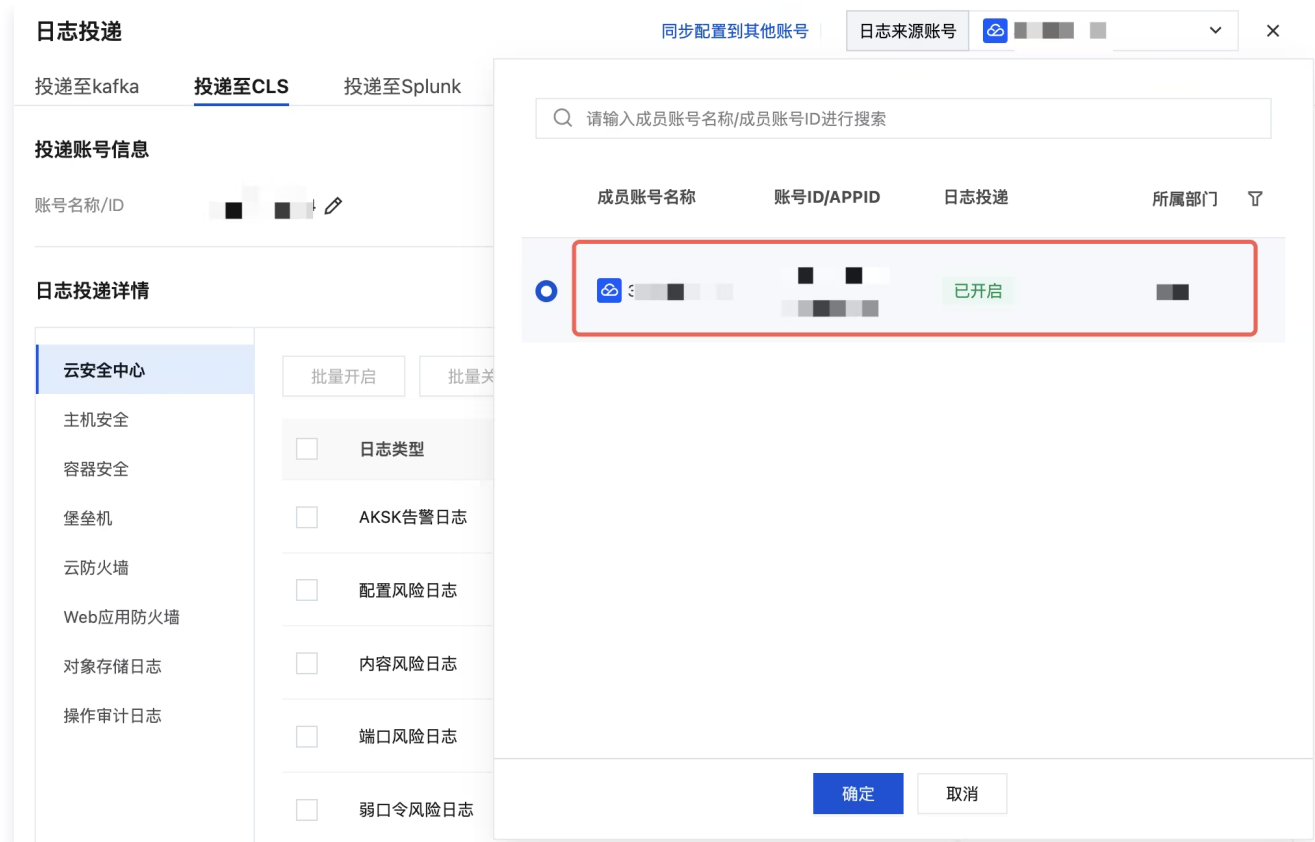 日志投递
同步配置到其他账号
日志来源账号
投递至kafka
投递至CLS
投递至Splunk
请输入成员账号名称/成员账号ID进行搜索
投递账号信息
账号名称/ID
成员账号名称
账号ID/APPID
日志投递
所属部门
已开启
日志投递详情
云安全中心
主机安全
容器安全
堡垒机
云防火墙
Web应用防火墙
对象存储日志
操作审计日志
批量开启
批量关
日志类型
AKSK告警日志
配置风险日志
内容风险日志
端口风险日志
弱口令风险日志
确定
取消